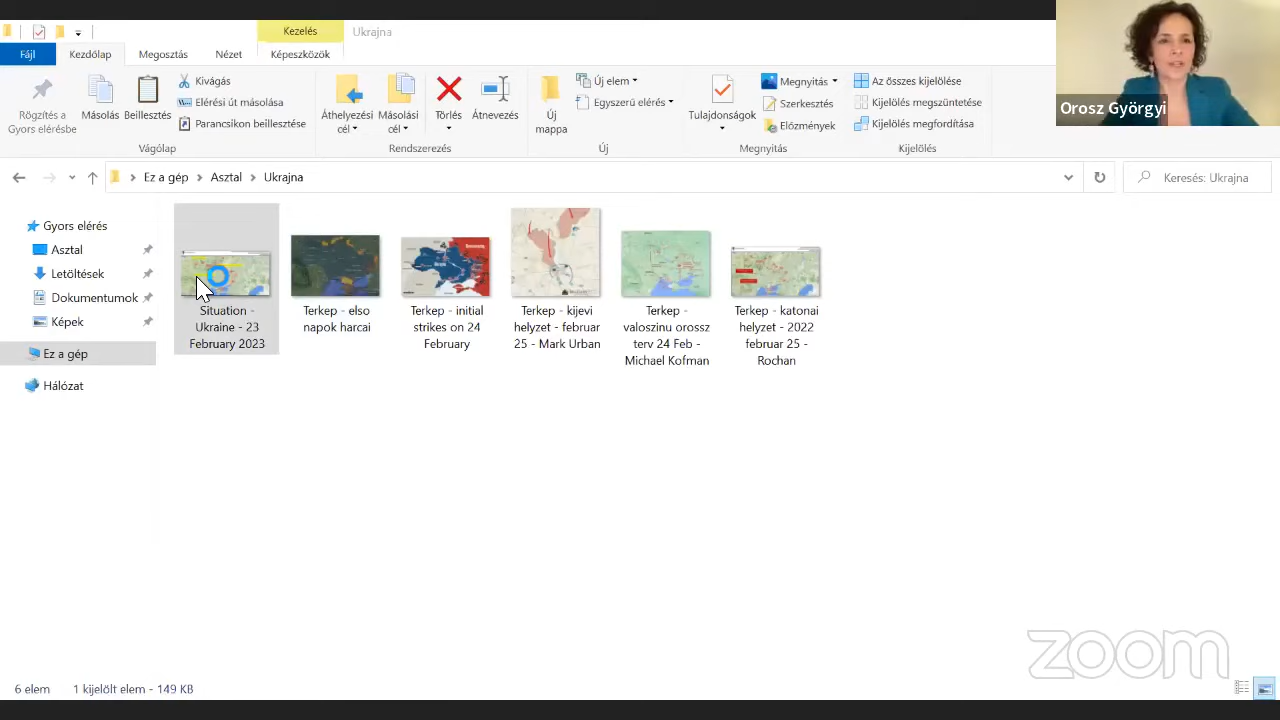 Kezelés
Ukrajna
Fájl
Kezdőlap
Megosztás
Nézet
Képeszközök
Rögzítés a
Gyors elérésbe
Másolás
Beillesztés
Kivágás
Elérési út másolása
Parancsikon beillesztés
Vágólap
Áthelyezési
cél
Másolási
cél
Törlés
Átnevezés
Rendszerezés
Új
mappa
Új elem
Egyszerű elérés
Új
Tulajdonságok
Megnyitás
Szerkesztés
Előzmények
Megnyitás
Az összes kijelölése
Kijelölés megszüntetése
Kijelölés megfordítása
Kijelölés
Orosz Györgyi
Ez a gép
Asztal
Ukrajna
Keresés: Ukrajna
Gyors elérés
Asztal
Letöltések
Dokumentumok
Képek
Ez a gép
Hálózat
Situation -
Ukraine - 23
February 2023
Terkep - elso
napok harcai
Terkep - initial
strikes on 24
February
Terkep - kijevi
helyzet - februar
25 - Mark Urban
Terkep -
valoszinu orossz
terv 24 Feb -
Michael Kofman
Terkep - katonai
helyzet - 2022
februar 25 -
Rochan
6 elem
1 kijelölt elem - 149 KB
zoom